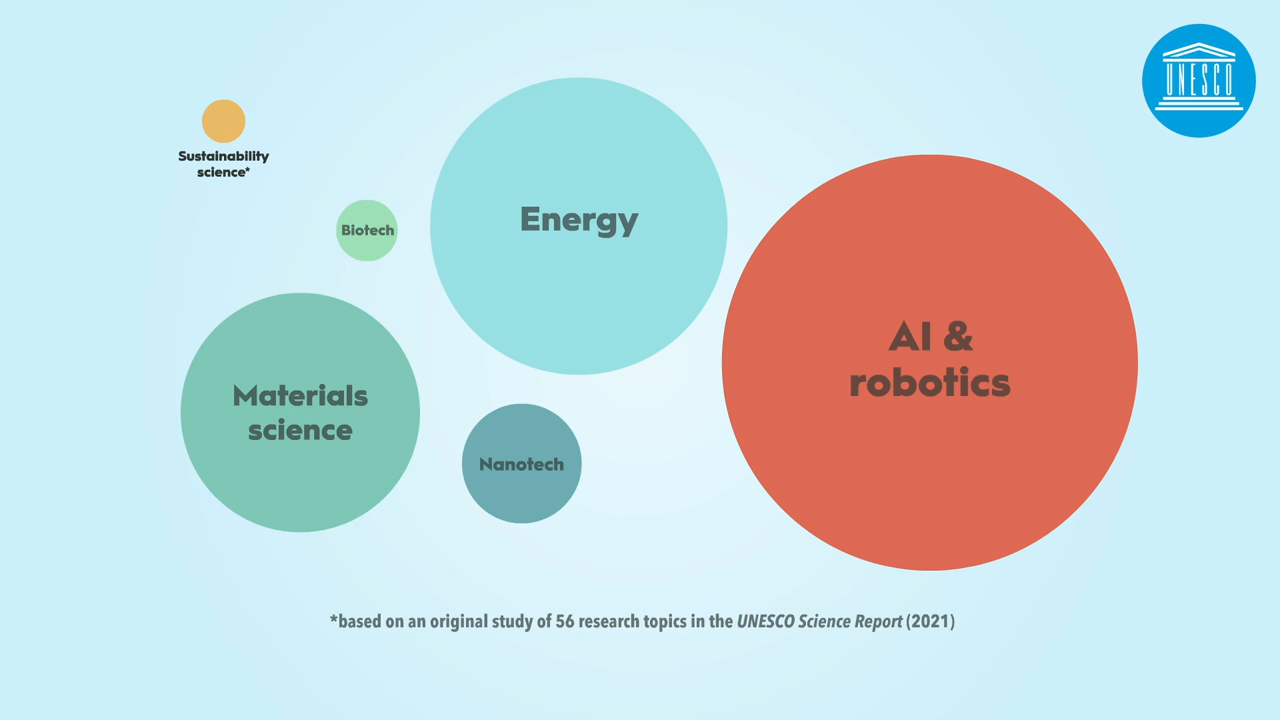 UNESCO
Sustainability
science*
Biotech
Energy
AI &
robotics
Materials
science
Nanotech
*based on an original study of 56 research topics in the UNESCO Science Report (2021)